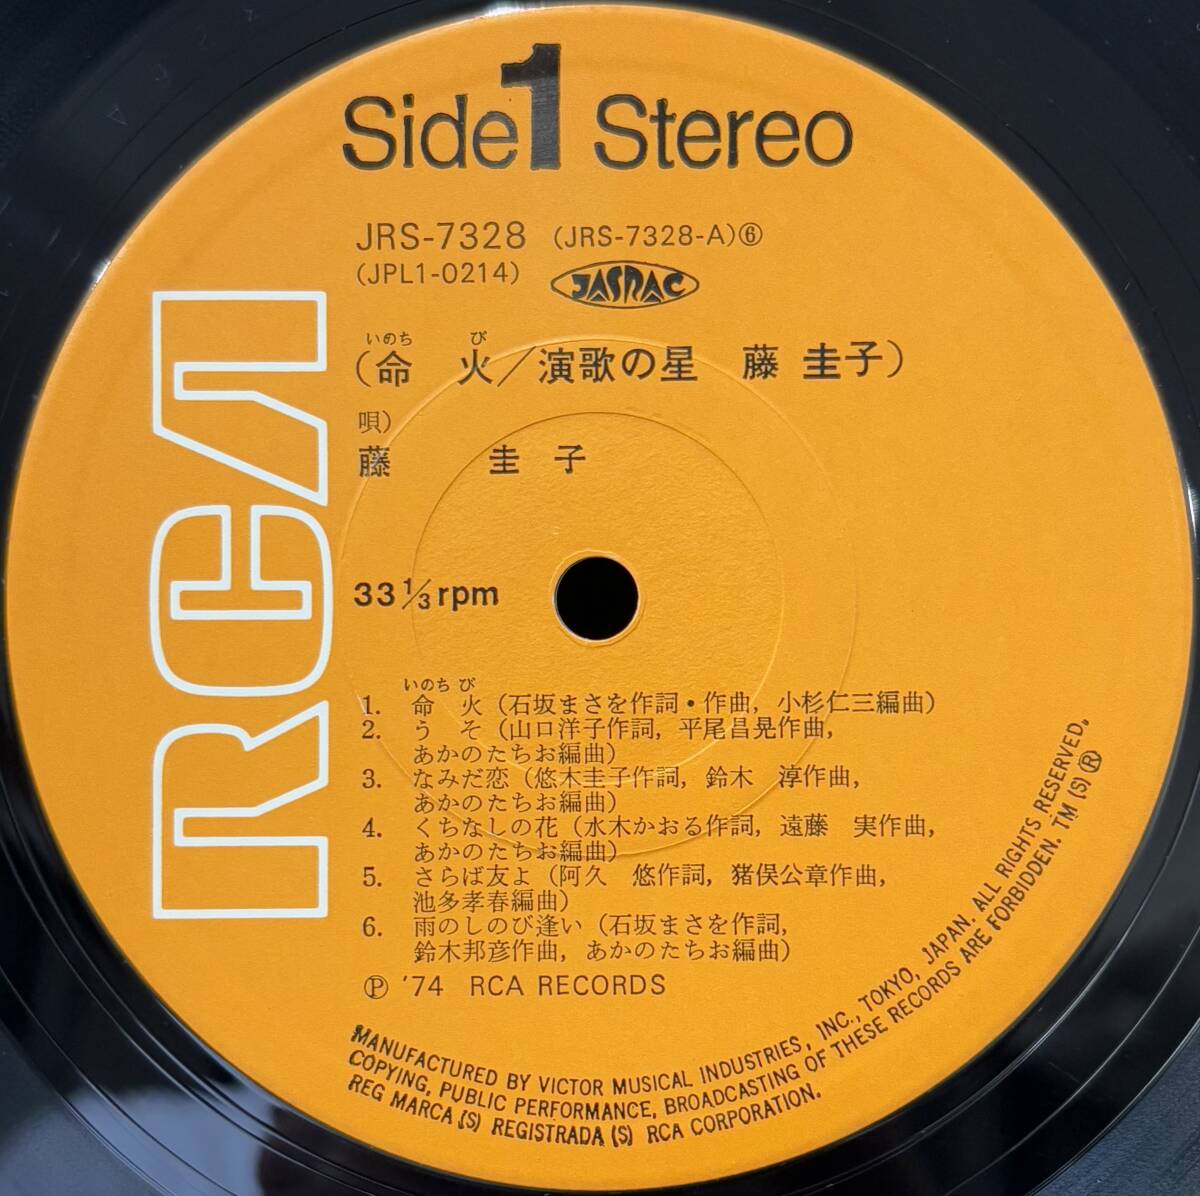 Side 1 Stereo
JRS-7328 (JRS-7328-A)⑥
(JPL1-0214)
JASRAC
いのち び
(命 火/演歌の星 藤 圭子)
唄)
藤 圭子
RCA
33 1/3 rpm
いのち び
1. 命 火(石坂まさを作詞・作曲, 小杉仁三編曲)
2. う そ(山口洋子作詞, 平尾昌晃作曲,
あかのたちお編曲)
3. なみだ恋(悠木圭子作詞, 鈴木 淳作曲,
あかのたちお編曲)
4. くちなしの花(水木かおる作詞, 遠藤 実作曲,
あかのたちお編曲)
5. さらば友よ(阿久 悠作詞, 猪俣公章作曲,
池多孝春編曲)
6. 雨のしのび逢い(石坂まさを作詞,
鈴木邦彦作曲, あかのたちお編曲)
Ⓟ '74 RCA RECORDS
MANUFACTURED BY VICTOR MUSICAL INDUSTRIES, INC., TOKYO, JAPAN. ALL RIGHTS RESERVED.
COPYING, PUBLIC PERFORMANCE, BROADCASTING OF THESE RECORDS ARE FORBIDDEN. TM (S) ®
REG MARCA (S) REGISTRADA (S) RCA CORPORATION.